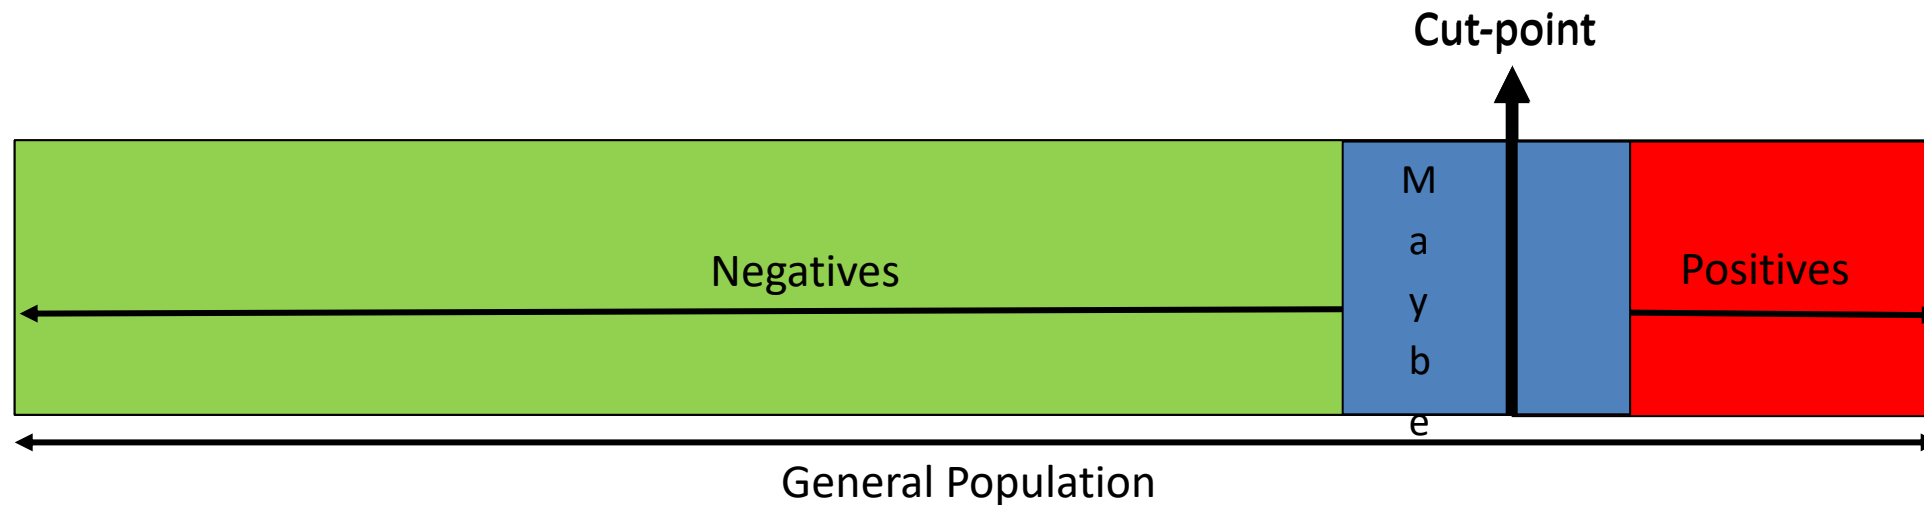 Cut-point
Negatives
M
a
y
b
e
Positives
General Population